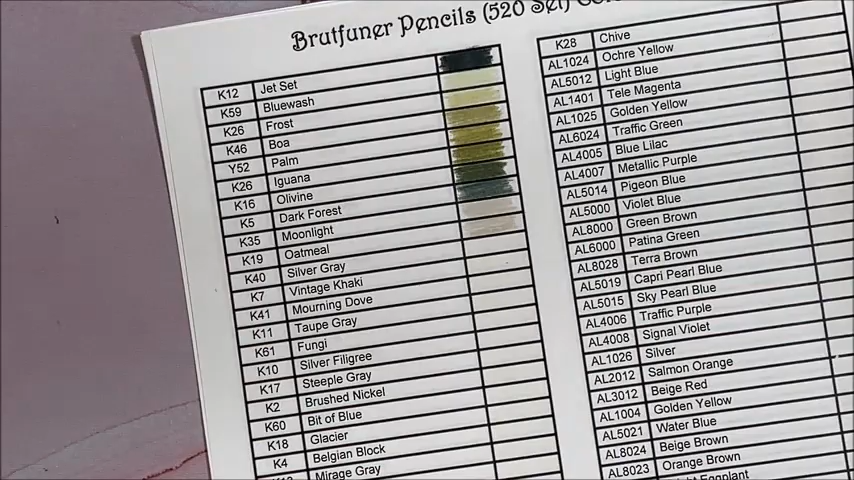 Brutfuner Pencils (520 Set)
K12 Jet Set
K59 Bluewash
K26 Frost
K46 Boa
Y52 Palm
K26 Iguana
K16 Olivine
K5 Dark Forest
K35 Moonlight
K19 Oatmeal
K40 Silver Gray
K7 Vintage Khaki
K41 Mourning Dove
K11 Taupe Gray
K61 Fungi
K10 Silver Filigree
K17 Steeple Gray
K2 Brushed Nickel
K60 Bit of Blue
K18 Glacier
K4 Belgian Block
Mirage Gray
K28 Chive
AL1024 Ochre Yellow
AL5012 Light Blue
AL1401 Tele Magenta
AL1025 Golden Yellow
AL6024 Traffic Green
AL4005 Blue Lilac
AL4007 Metallic Purple
AL5014 Pigeon Blue
AL5000 Violet Blue
AL8000 Green Brown
AL6000 Patina Green
AL8028 Terra Brown
AL5019 Capri Pearl Blue
AL5015 Sky Pearl Blue
AL4006 Traffic Purple
AL4008 Signal Violet
AL1026 Silver
AL2012 Salmon Orange
AL3012 Beige Red
AL1004 Golden Yellow
AL5021 Water Blue
AL8024 Beige Brown
AL8023 Orange Brown
Eggplant